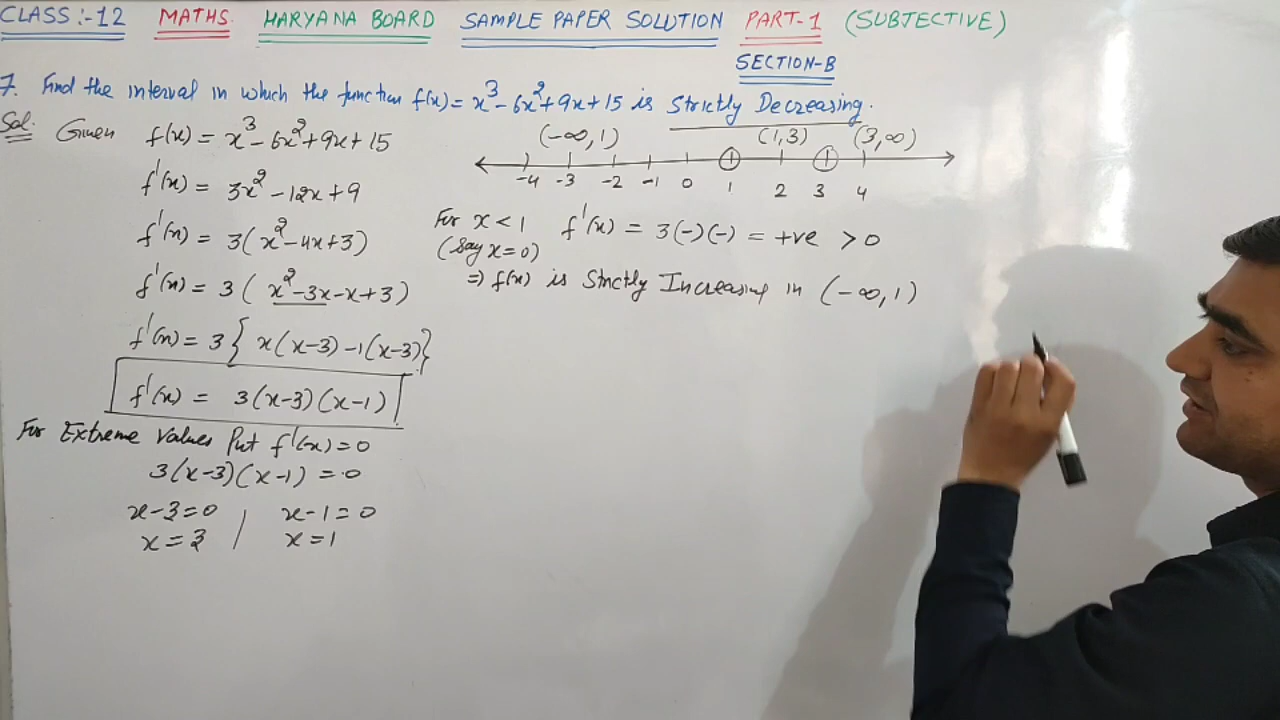 CLASS :-12 MATHS. HARYANA BOARD SAMPLE PAPER SOLUTION PART-1 (SUBJECTIVE)
SECTION-B
7. Find the interval in which the function f(x) = x³-6x²+9x+15 is Strictly Decreasing.
Sol. Given f(x) = x³-6x²+9x+15
f'(x) = 3x²-12x+9
f'(x) = 3(x²-4x+3)
f'(x) = 3( x²-3x-x+3)
f'(x) = 3{ x(x-3)-1(x-3)}
f'(x) = 3(x-3)(x-1)
For Extreme Values Put f'(x)=0
3(x-3)(x-1) = 0
x-3=0 / x-1=0
x=3 / x=1
(-∞,1) (1,3) (3,∞)
-4 -3 -2 -1 0 1 2 3 4
For x<1 f'(x) = 3(-)(-) = +ve >0
(Say x=0)
⇒ f(x) is Strictly Increasing in (-∞,1)